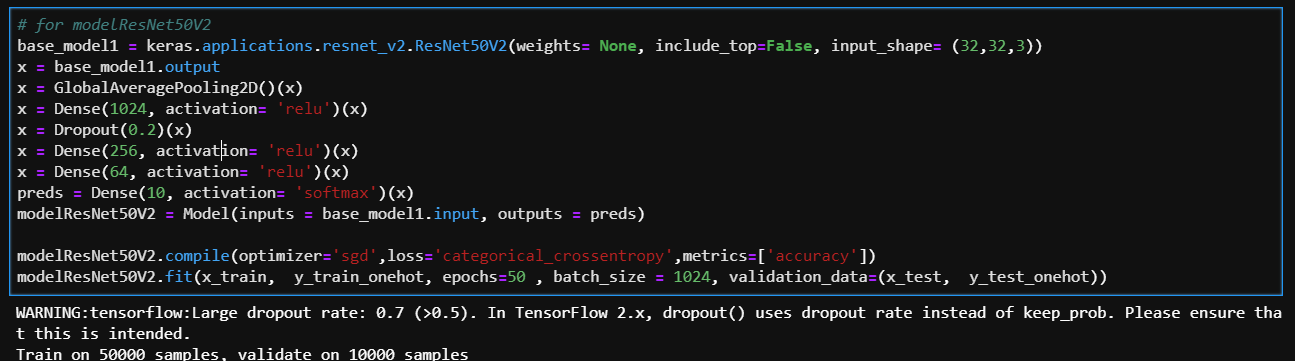 # for modelResNet50V2
base_model1 = keras.applications.resnet_v2.ResNet50V2(weights= None, include_top=False, input_shape= (32,32,3))
x = base_model1.output
x = GlobalAveragePooling2D()(x)
x = Dense(1024, activation= 'relu')(x)
x = Dropout(0.2)(x)
x = Dense(256, activation= 'relu')(x)
x = Dense(64, activation= 'relu')(x)
preds = Dense(10, activation= 'softmax')(x)
modelResNet50V2 = Model(inputs = base_model1.input, outputs = preds)
modelResNet50V2.compile(optimizer='sgd',loss='categorical_crossentropy',metrics=['accuracy'])
modelResNet50V2.fit(x_train,  y_train_onehot, epochs=50 , batch_size = 1024, validation_data=(x_test,  y_test_onehot))
WARNING:tensorflow:Large dropout rate: 0.7 (>0.5). In TensorFlow 2.x, dropout() uses dropout rate instead of keep_prob. Please ensure tha
t this is intended.
Train on 50000 samples, validate on 10000 samples